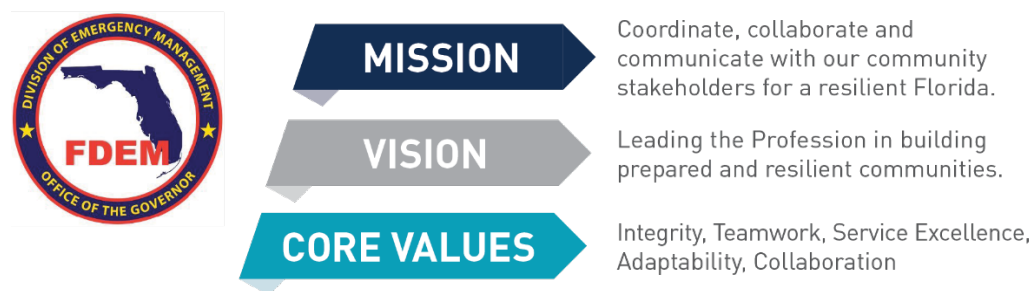 DIVISION OF EMERGENCY MANAGEMENT
FDEM
OFFICE OF THE GOVERNOR
MISSION
Coordinate, collaborate and
communicate with our community
stakeholders for a resilient Florida.
VISION
Leading the Profession in building
prepared and resilient communities.
CORE VALUES
Integrity, Teamwork, Service Excellence,
Adaptability, Collaboration